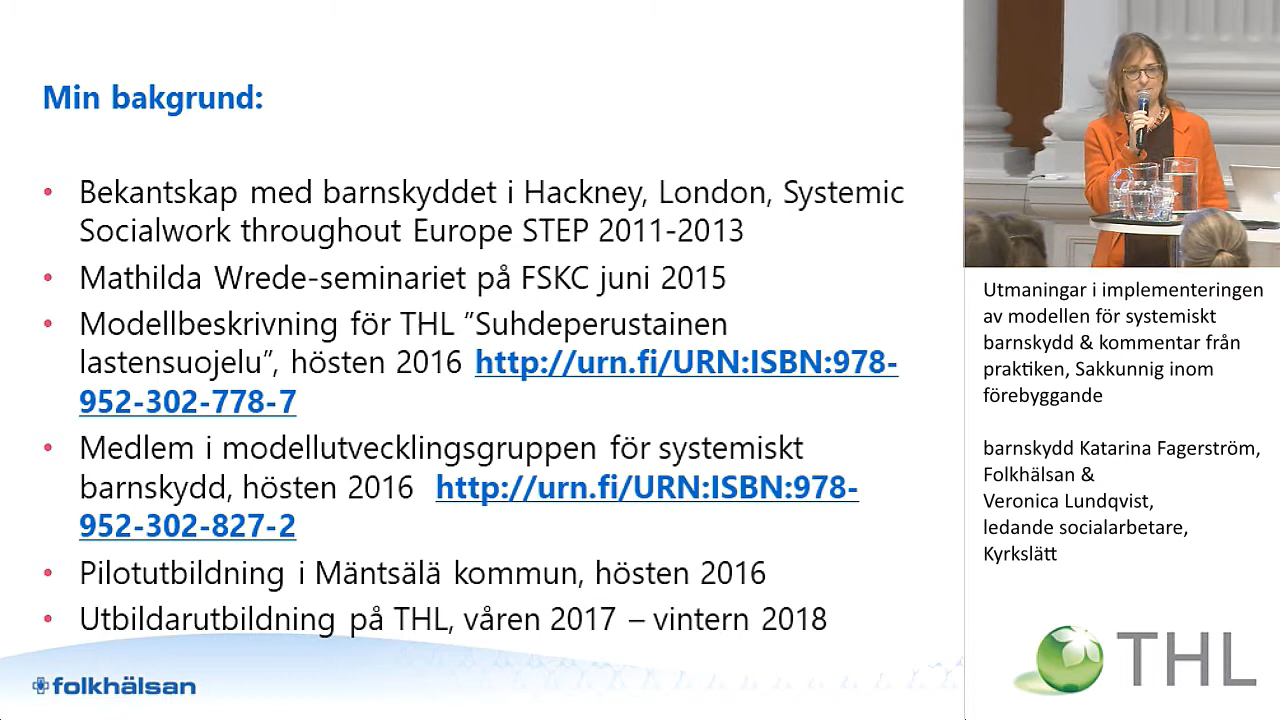 Min bakgrund:
• Bekantskap med barnskyddet i Hackney, London, Systemic
Socialwork throughout Europe STEP 2011-2013
• Mathilda Wrede-seminariet på FSKC juni 2015
• Modellbeskrivning för THL ”Suhdeperustainen
lastensuojelu”, hösten 2016 http://urn.fi/URN:ISBN:978-
952-302-778-7
• Medlem i modellutvecklingsgruppen för systemiskt
barnskydd, hösten 2016 http://urn.fi/URN:ISBN:978-
952-302-827-2
• Pilotutbildning i Mäntsälä kommun, hösten 2016
• Utbildarutbildning på THL, våren 2017 – vintern 2018
folkhälsan
Utmaningar i implementeringen
av modellen för systemiskt
barnskydd & kommentar från
praktiken, Sakkunnig inom
förebyggande
barnskydd Katarina Fagerström,
Folkhälsan &
Veronica Lundqvist,
ledande socialarbetare,
Kyrkslätt
THL